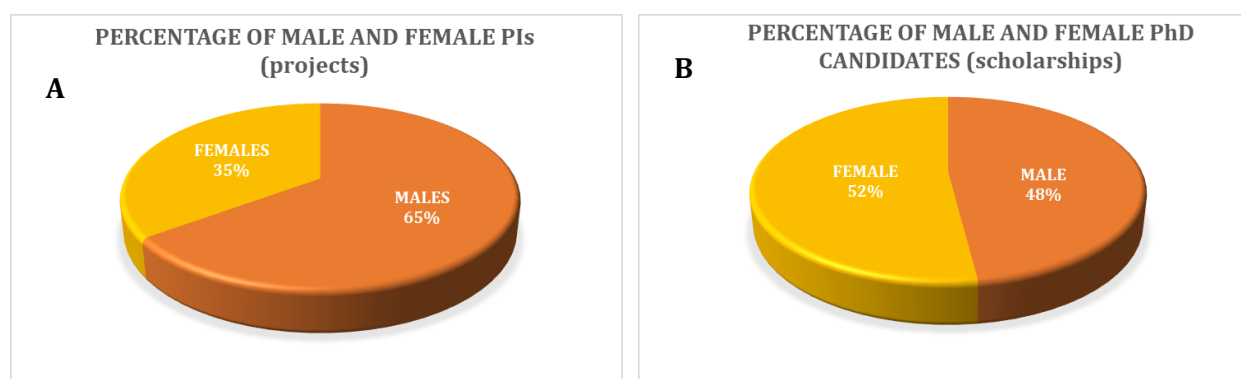 PERCENTAGE OF MALE AND FEMALE PIs
(projects)
A
FEMALES
35%
MALES
65%
PERCENTAGE OF MALE AND FEMALE PhD
CANDIDATES (scholarships)
B
FEMALE
52%
MALE
48%